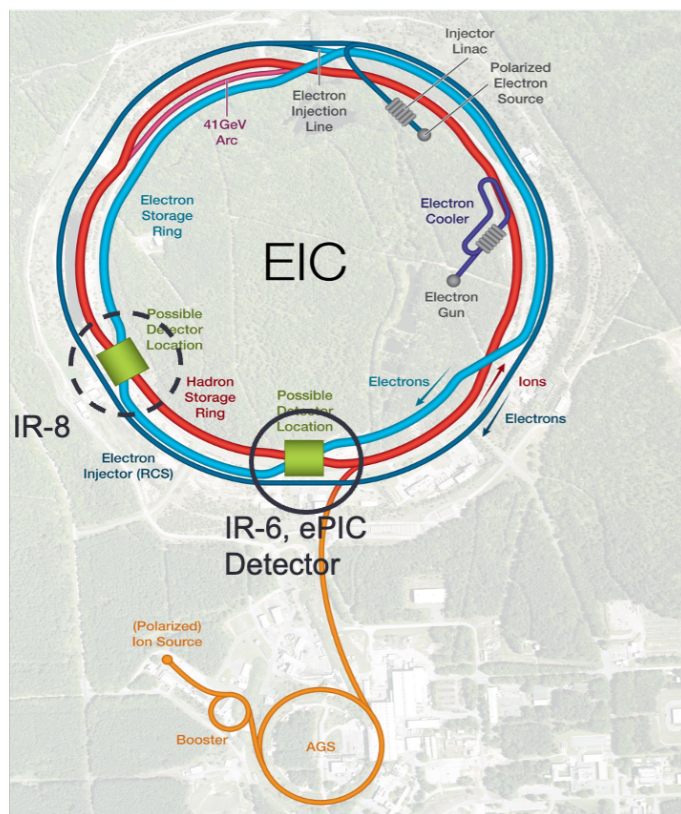 Injector
Linac
Polarized
Electron
Source
Electron
Injection
Line
41GeV
Arc
Electron
Storage
Ring
Electron
Cooler
EIC
Electron
Gun
Possible
Detector
Location
IR-8
Hadron
Storage
Ring
Possible
Detector
Location
Electrons
Ions
Electrons
Electron
Injector (RCS)
IR-6, ePIC
Detector
(Polarized)
Ion Source
Booster
AGS